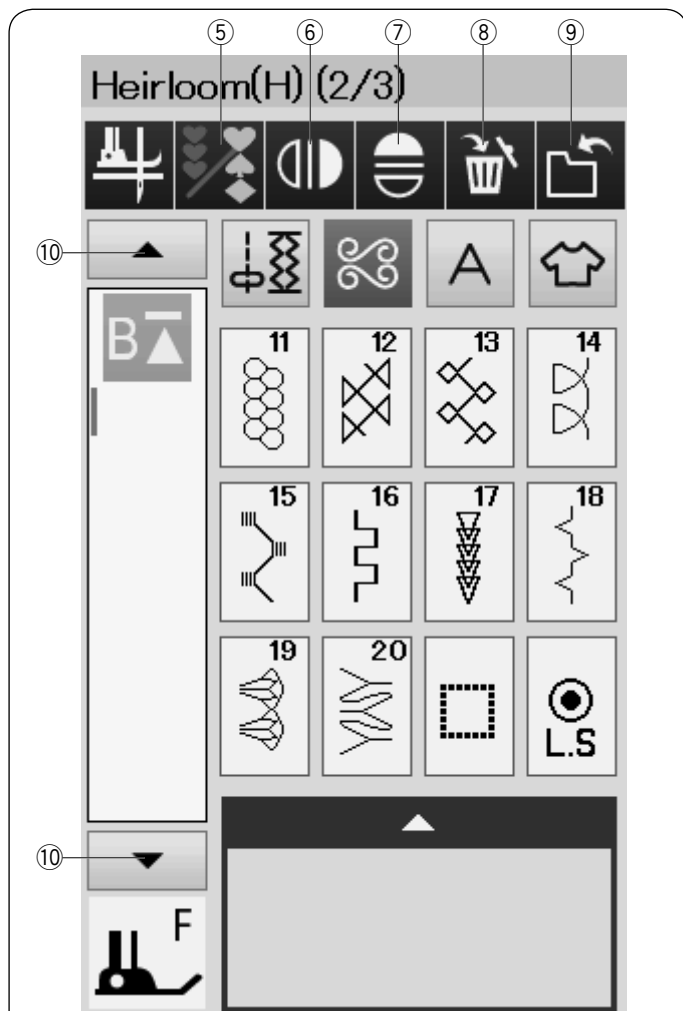 ⑤ ⑥ ⑦ ⑧ ⑨
Heirloom(H) (2/3)
⑩
A
B
11 12 13 14
15 16 17 18
19 20
L.S
⑩
F